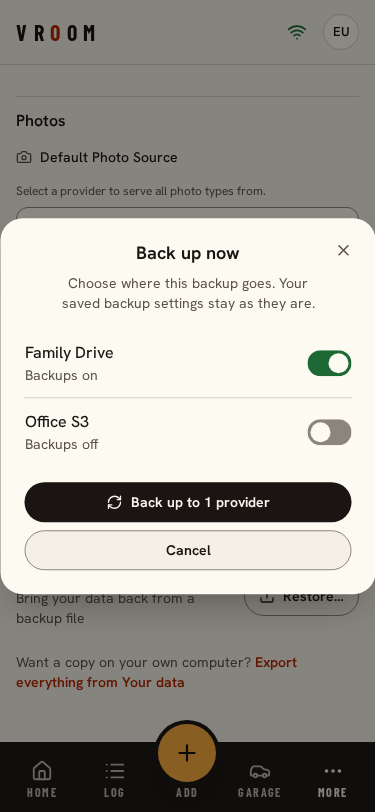 VROOM
EU
Photos
Default Photo Source
Select a provider to serve all photo types from.
Back up now
Choose where this backup goes. Your
saved backup settings stay as they are.
Family Drive
Backups on
Office S3
Backups off
Back up to 1 provider
Cancel
Bring your data back from a
backup file
Restore...
Want a copy on your own computer? Export
everything from Your data
HOME
LOG
ADD
GARAGE
MORE